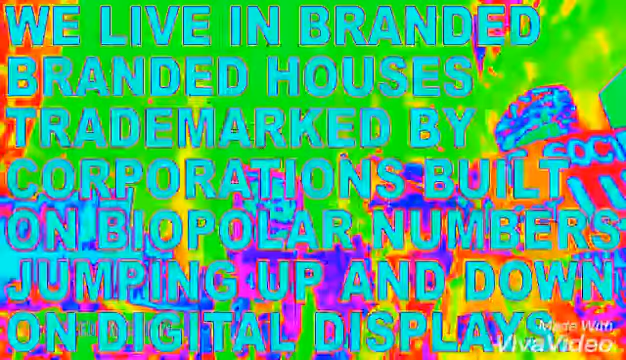 WE LIVE IN BRANDED
BRANDED HOUSES
TRADEMARKED BY
CORPORATIONS BUILT
ON BIOPOLAR NUMBERS
JUMPING UP AND DOWN
ON DIGITAL DISPLAYS
Made With
VivaVideo